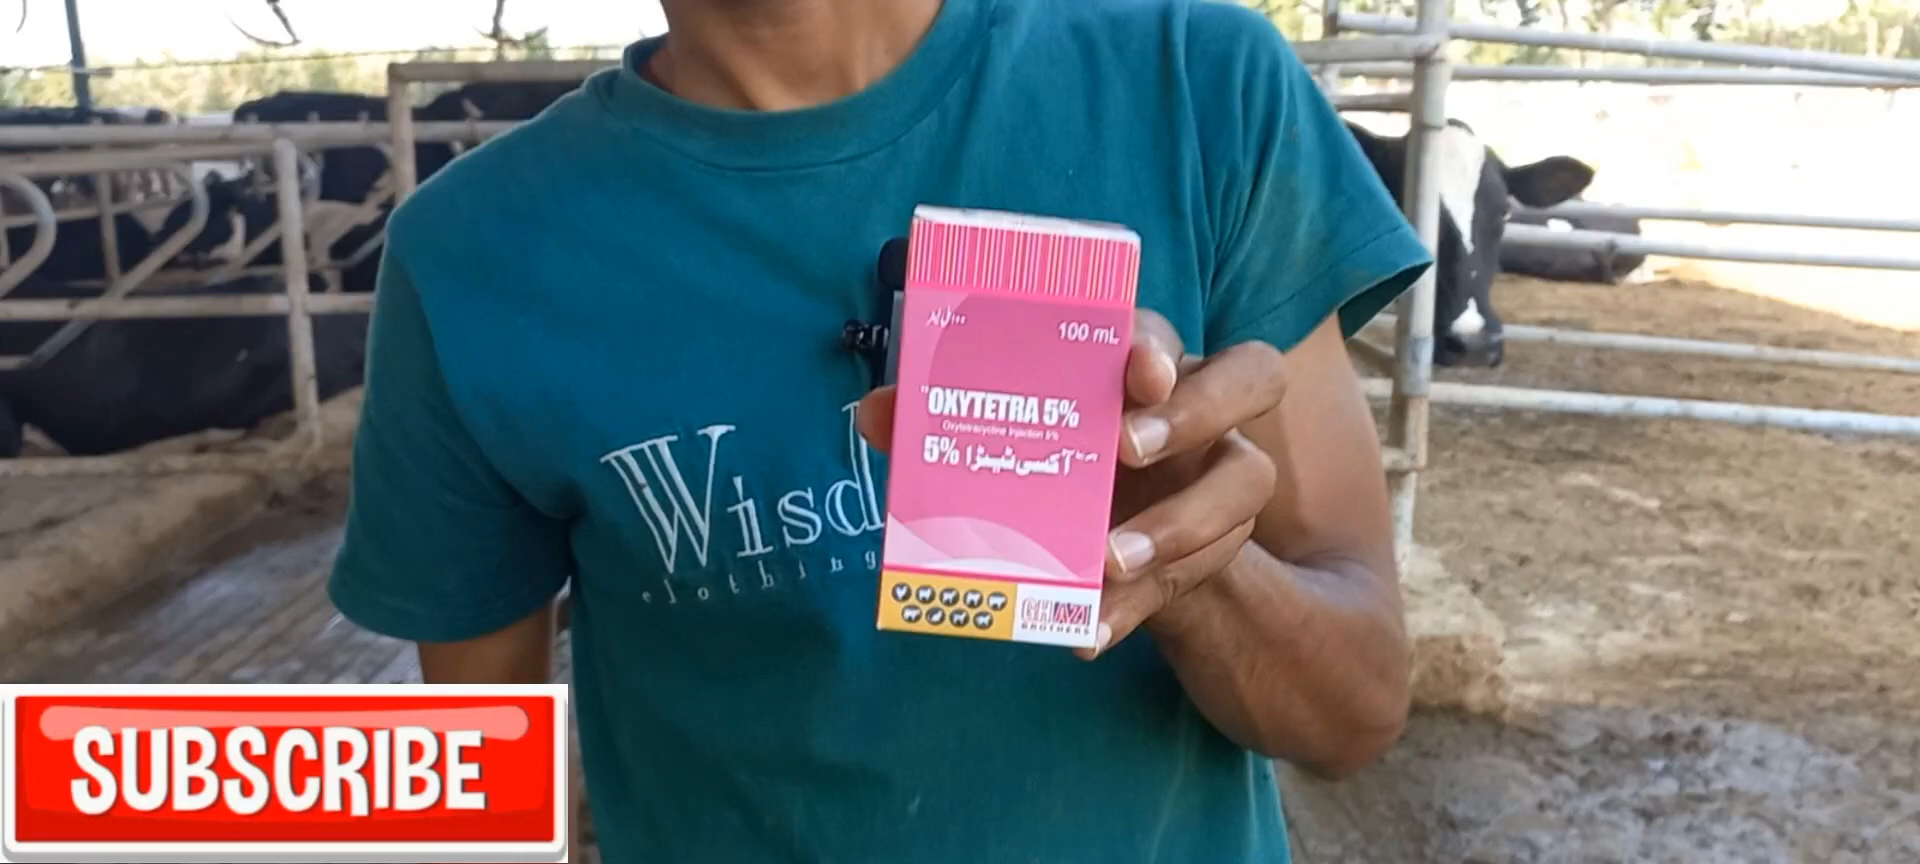 100 mL
"OXYTETRA 5%
Oxytetracycline Injection 5%
آکسی ٹیٹرا 5%
GHAZI
BROTHERS
Wisd
clothing
SUBSCRIBE